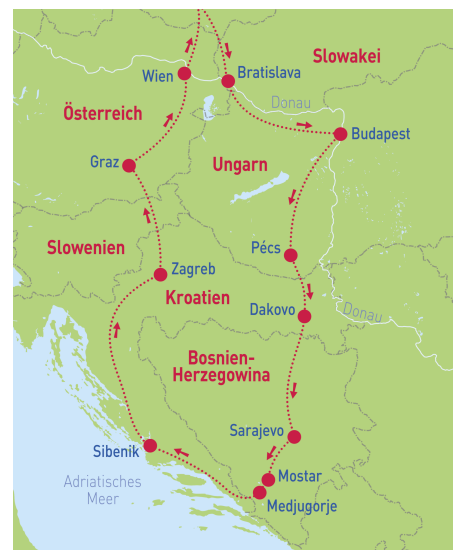 Slowakei
Wien
Bratislava
Donau
Österreich
Budapest
Graz
Ungarn
Slowenien
Pécs
Zagreb
Kroatien
Dakovo
Donau
Bosnien-
Herzegowina
Sarajevo
Sibenik
Mostar
Adriatisches
Meer
Medjugorje